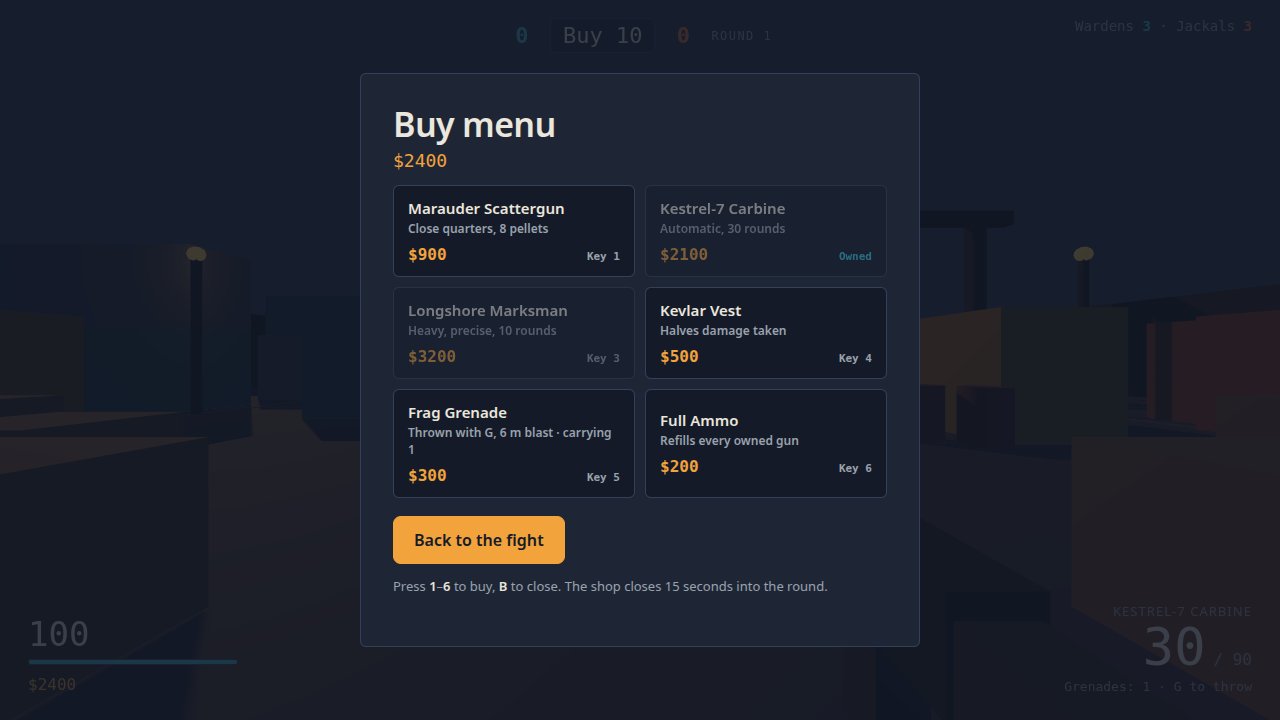 0 Buy 10 0 ROUND 1
Wardens 3 · Jackals 3
Buy menu
$2400
Marauder Scattergun
Close quarters, 8 pellets
$900 Key 1
Kestrel-7 Carbine
Automatic, 30 rounds
$2100 Owned
Longshore Marksman
Heavy, precise, 10 rounds
$3200 Key 3
Kevlar Vest
Halves damage taken
$500 Key 4
Frag Grenade
Thrown with G, 6 m blast · carrying
1
$300 Key 5
Full Ammo
Refills every owned gun
$200 Key 6
Back to the fight
Press 1–6 to buy, B to close. The shop closes 15 seconds into the round.
100
$2400
KESTREL-7 CARBINE
30 / 90
Grenades: 1 · G to throw